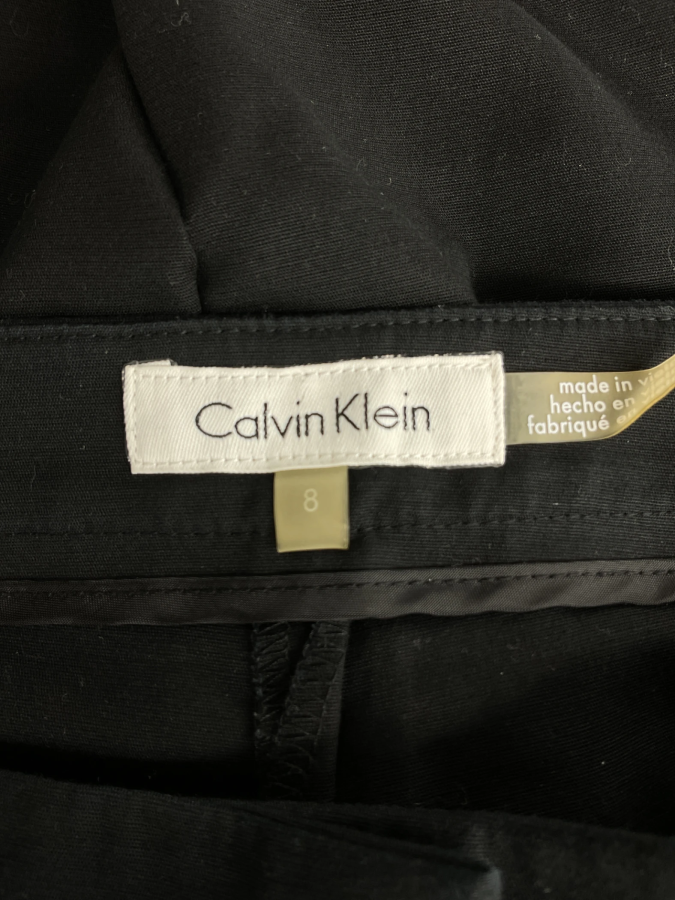 Calvin Klein
made in
hecho en
fabriqué
8